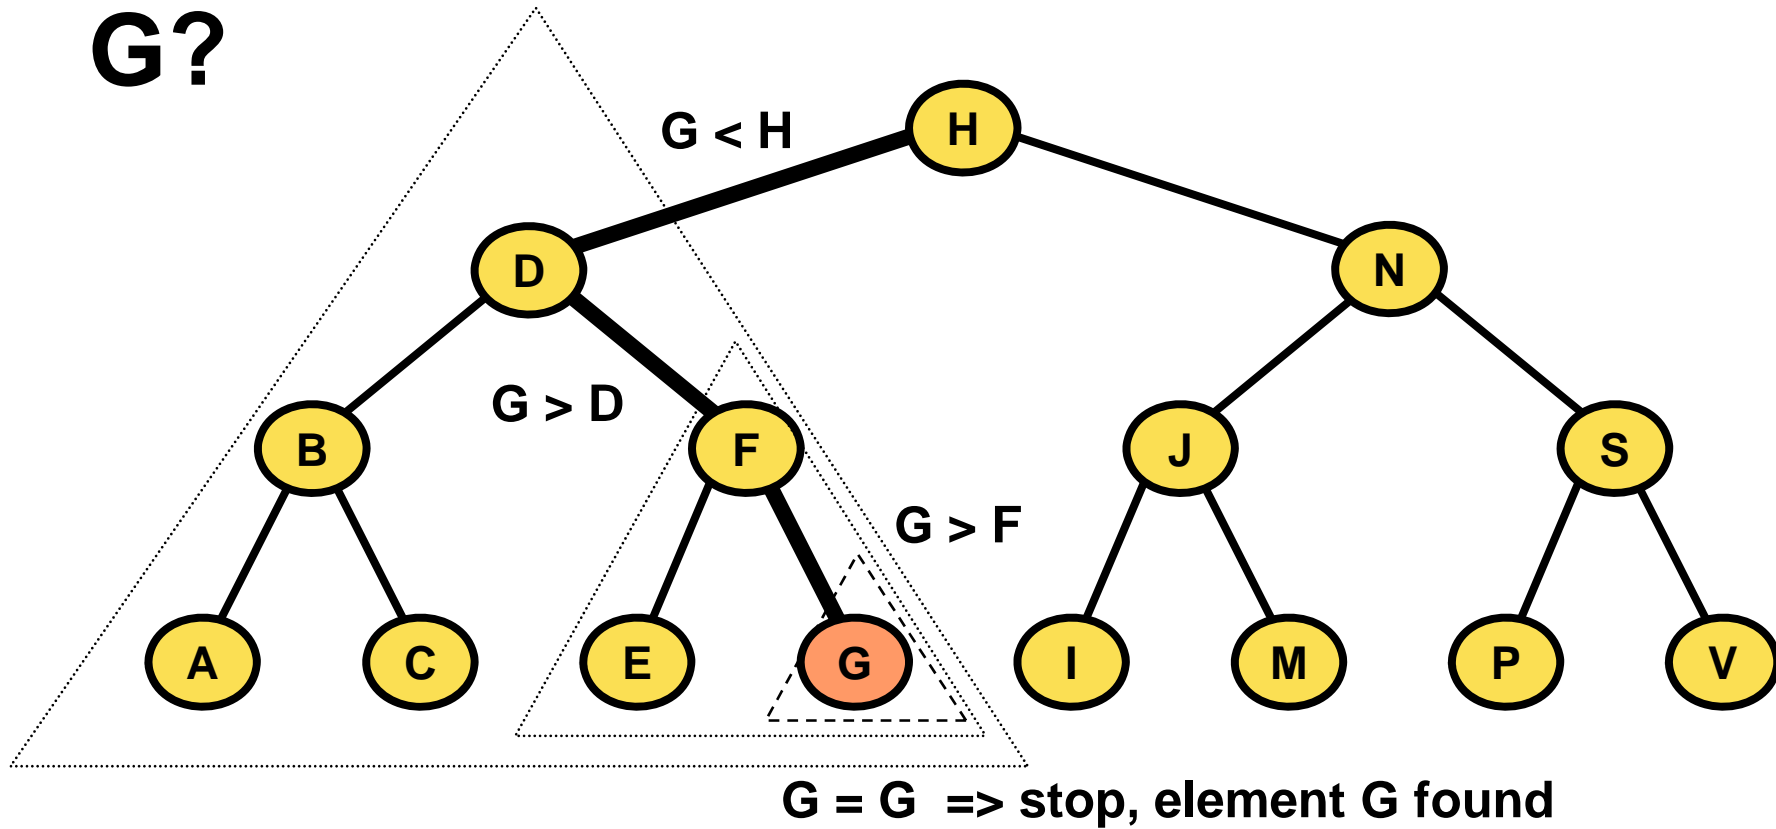 G?
G < H
H
D
N
G > D
B
F
J
S
G > F
A
C
E
G
I
M
P
V
G = G => stop, element G found